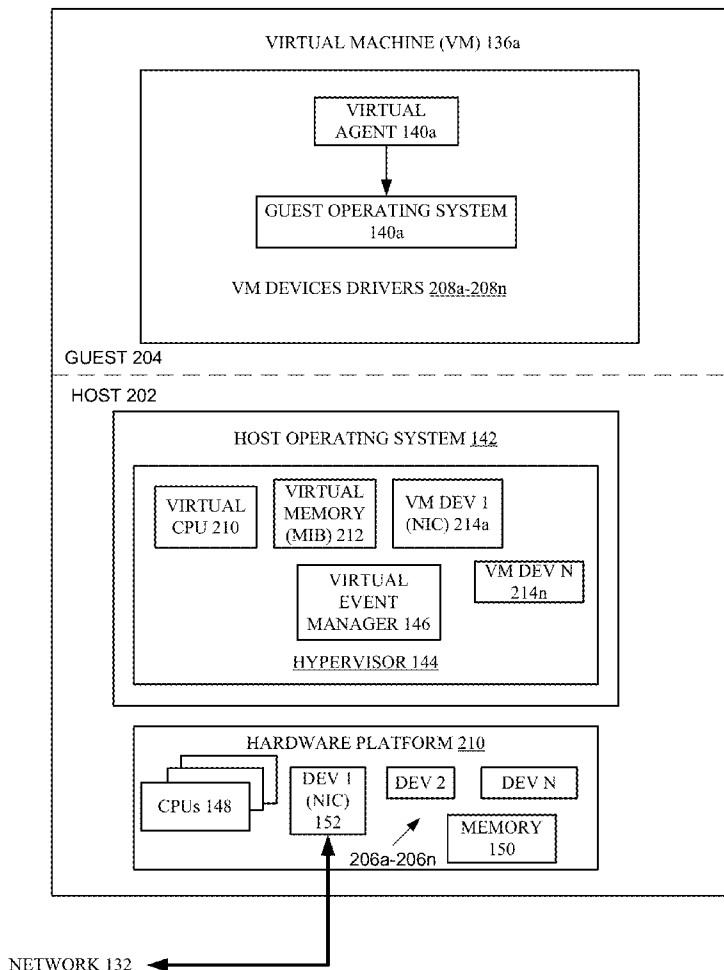 VIRTUAL MACHINE (VM) 136a
VIRTUAL
AGENT 140a
GUEST OPERATING SYSTEM
140a
VM DEVICES DRIVERS 208a-208n
GUEST 204
HOST 202
HOST OPERATING SYSTEM 142
VIRTUAL
CPU 210
VIRTUAL
MEMORY
(MIB) 212
VM DEV 1
(NIC) 214a
VM DEV N
214n
VIRTUAL
EVENT
MANAGER 146
HYPERVISOR 144
HARDWARE PLATFORM 210
CPUs 148
DEV 1
(NIC)
152
DEV 2
DEV N
206a-206n
MEMORY
150
NETWORK 132